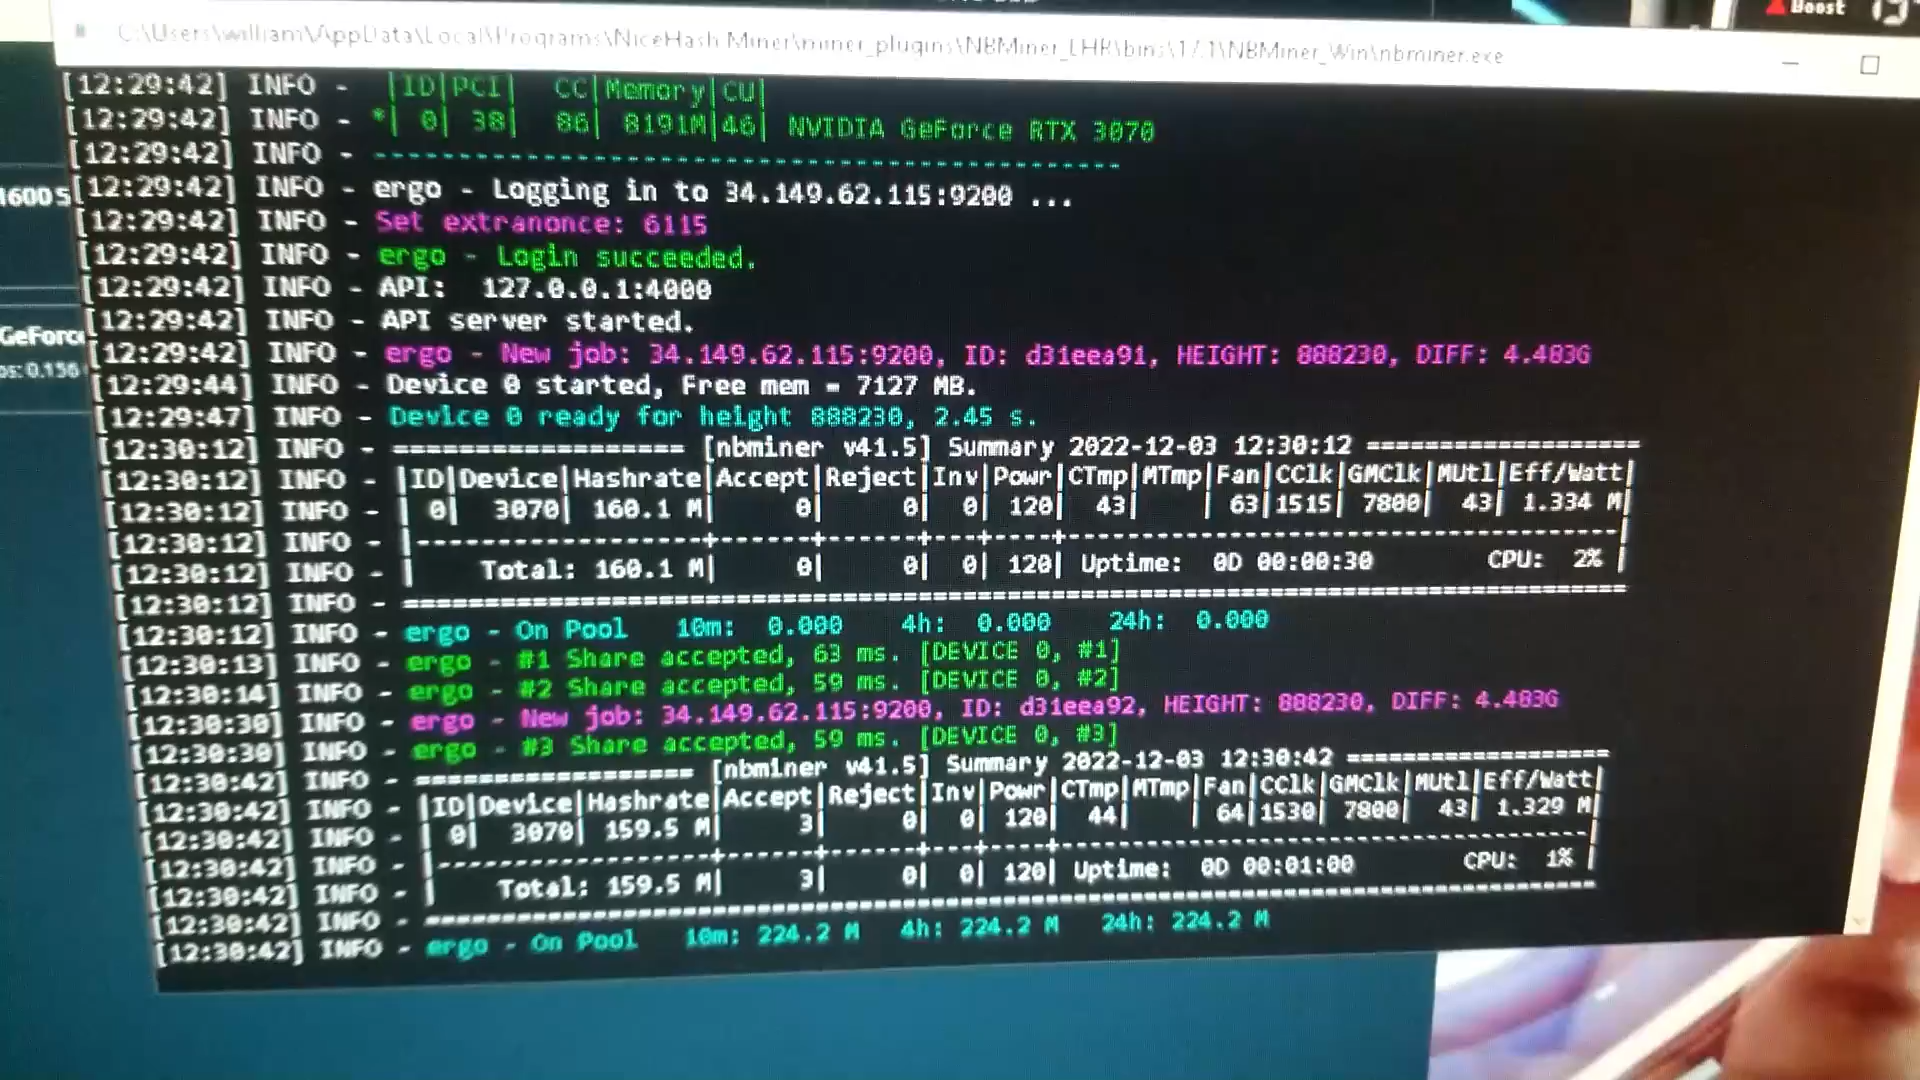 Boost
C:\Users\william\AppData\Local\Programs\NiceHash Miner\miner_plugins\NBMiner_LHR\bins\17.1\NBMiner_Win\nbminer.exe
[12:29:42] INFO - |ID|PCI| CC|Memory|CU|
[12:29:42] INFO - *| 0| 38| 86| 8191M|46| NVIDIA GeForce RTX 3070
[12:29:42] INFO - -------------------------------------------
[12:29:42] INFO - ergo - Logging in to 34.149.62.115:9200 ...
[12:29:42] INFO - Set extranonce: 6115
[12:29:42] INFO - ergo - Login succeeded.
[12:29:42] INFO - API: 127.0.0.1:4000
[12:29:42] INFO - API server started.
[12:29:42] INFO - ergo - New job: 34.149.62.115:9200, ID: d31eea91, HEIGHT: 888230, DIFF: 4.483G
[12:29:44] INFO - Device 0 started, Free mem = 7127 MB.
[12:29:47] INFO - Device 0 ready for height 888230, 2.45 s.
[12:30:12] INFO - ================== [nbminer v41.5] Summary 2022-12-03 12:30:12 ==================
[12:30:12] INFO - |ID|Device|Hashrate|Accept|Reject|Inv|Powr|CTmp|MTmp|Fan|CClk|GMClk|MUtl|Eff/Watt|
[12:30:12] INFO - | 0| 3070| 160.1 M| 0| 0| 0| 120| 43| | 63|1515| 7800| 43| 1.334 M|
[12:30:12] INFO - |------------------+------+------+---+----+-----------------------------------|
[12:30:12] INFO - | Total: 160.1 M| 0| 0| 0| 120| Uptime: 0D 00:00:30 CPU: 2% |
[12:30:12] INFO - ================================================================================
[12:30:12] INFO - ergo - On Pool 10m: 0.000 4h: 0.000 24h: 0.000
[12:30:13] INFO - ergo - #1 Share accepted, 63 ms. [DEVICE 0, #1]
[12:30:14] INFO - ergo - #2 Share accepted, 59 ms. [DEVICE 0, #2]
[12:30:30] INFO - ergo - New job: 34.149.62.115:9200, ID: d31eea92, HEIGHT: 888230, DIFF: 4.483G
[12:30:30] INFO - ergo - #3 Share accepted, 59 ms. [DEVICE 0, #3]
[12:30:42] INFO - ================== [nbminer v41.5] Summary 2022-12-03 12:30:42 ==================
[12:30:42] INFO - |ID|Device|Hashrate|Accept|Reject|Inv|Powr|CTmp|MTmp|Fan|CClk|GMClk|MUtl|Eff/Watt|
[12:30:42] INFO - | 0| 3070| 159.5 M| 3| 0| 0| 120| 44| | 64|1530| 7800| 43| 1.329 M|
[12:30:42] INFO - |------------------+------+------+---+----+-----------------------------------|
[12:30:42] INFO - | Total: 159.5 M| 3| 0| 0| 120| Uptime: 0D 00:01:00 CPU: 1% |
[12:30:42] INFO - ================================================================================
[12:30:42] INFO - ergo - On Pool 10m: 224.2 M 4h: 224.2 M 24h: 224.2 M
1600 S
GeForce
os: 0.156